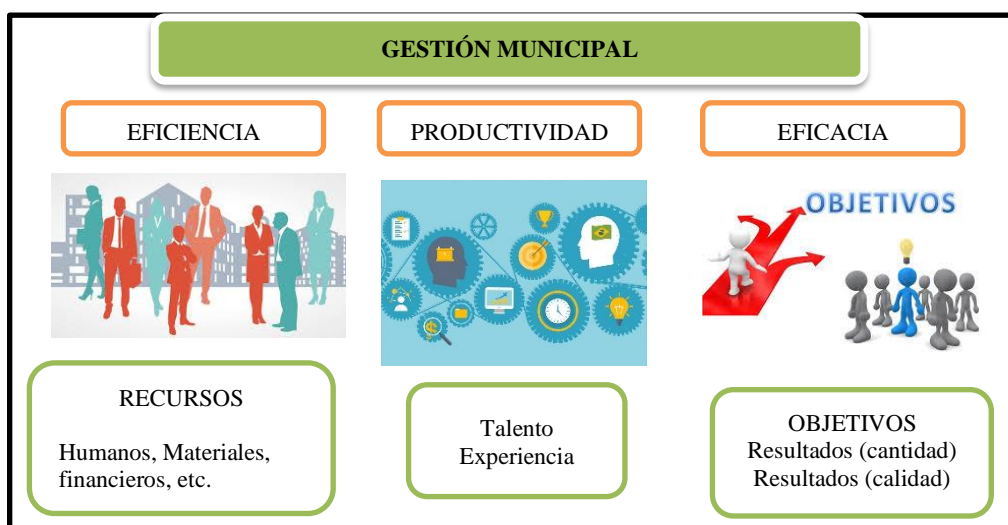 GESTIÓN MUNICIPAL
EFICIENCIA
PRODUCTIVIDAD
EFICACIA
OBJETIVOS
RECURSOS
Humanos, Materiales,
financieros, etc.
Talento
Experiencia
OBJETIVOS
Resultados (cantidad)
Resultados (calidad)